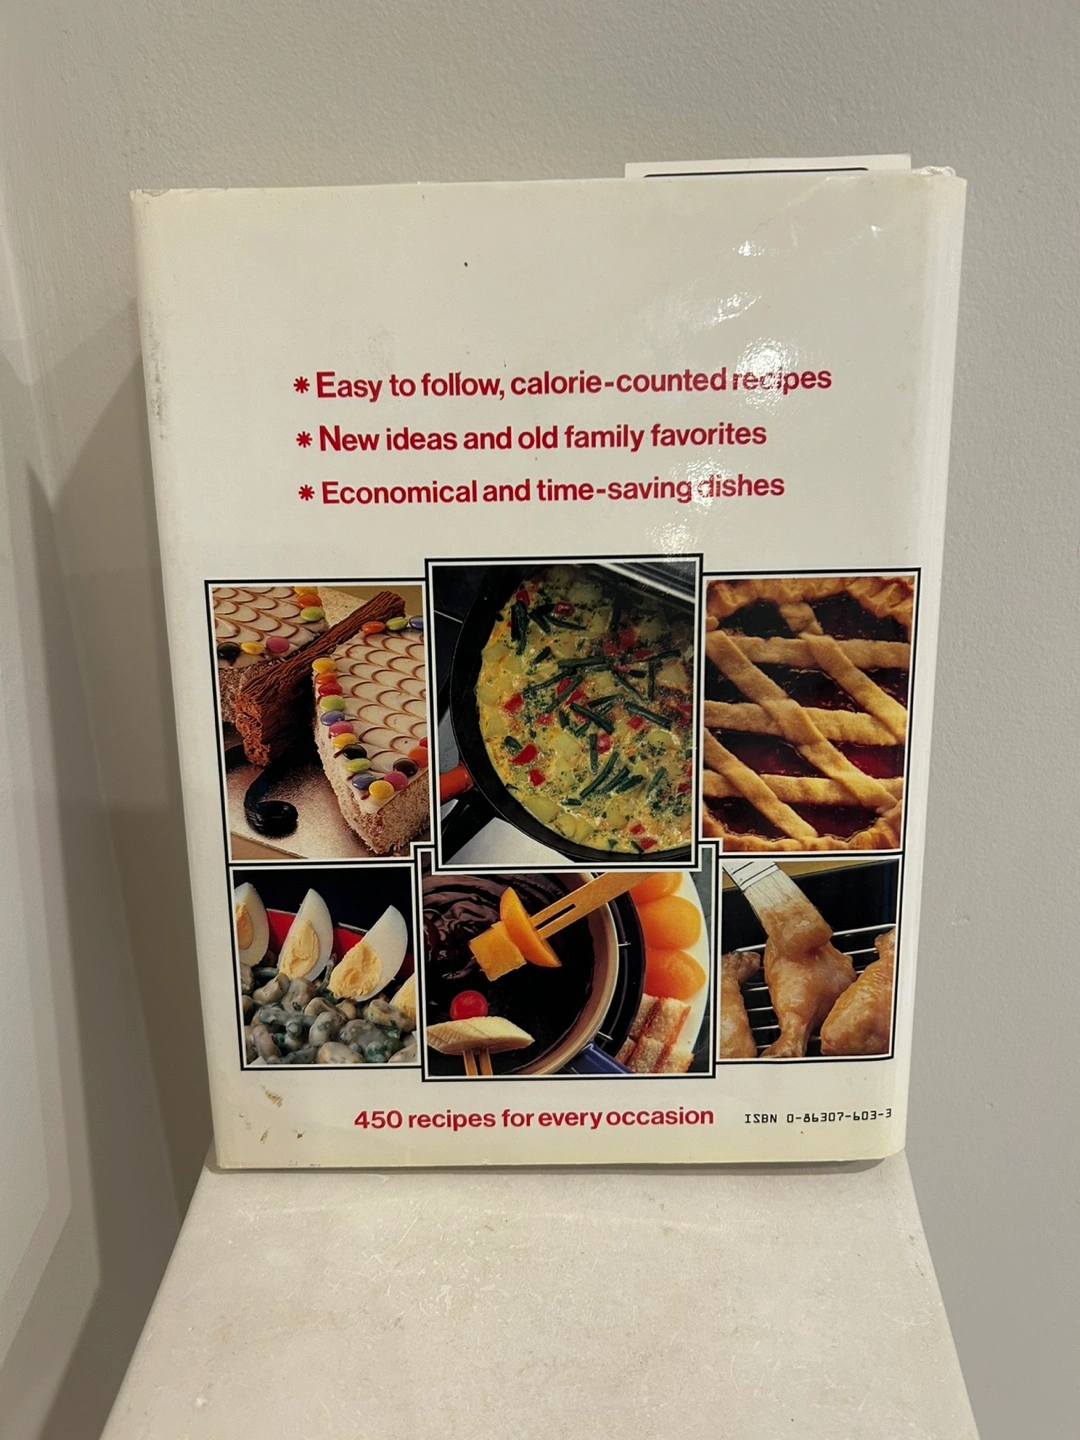 * Easy to follow, calorie-counted recipes
* New ideas and old family favorites
* Economical and time-saving dishes
450 recipes for every occasion
ISBN 0-86307-603-3